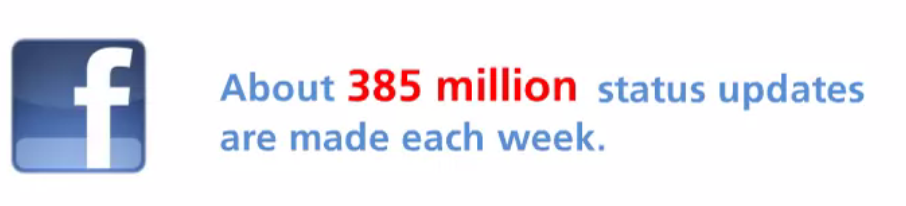 f
About 385 million status updates
are made each week.